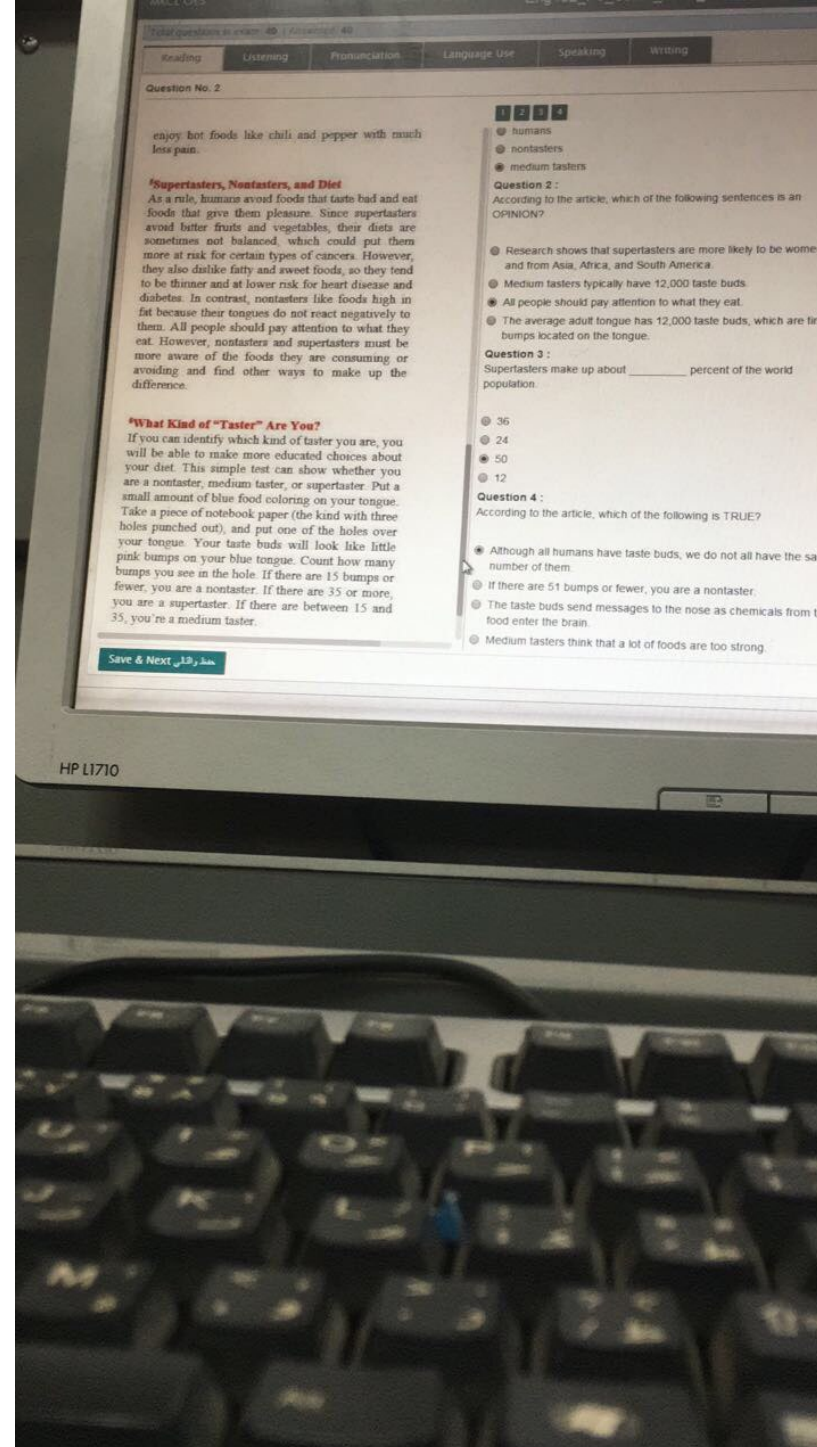 MKCL OES
Total questions in exam: 40 | Answered: 40
Reading Listening Pronunciation Language Use Speaking Writing
Question No. 2
1 2 3 4
enjoy hot foods like chili and pepper with much
less pain.
Supertasters, Nontasters, and Diet
As a rule, humans avoid foods that taste bad and eat
foods that give them pleasure. Since supertasters
avoid bitter fruits and vegetables, their diets are
sometimes not balanced, which could put them
more at risk for certain types of cancers. However,
they also dislike fatty and sweet foods, so they tend
to be thinner and at lower risk for heart disease and
diabetes. In contrast, nontasters like foods high in
fat because their tongues do not react negatively to
them. All people should pay attention to what they
eat. However, nontasters and supertasters must be
more aware of the foods they are consuming or
avoiding and find other ways to make up the
difference.
What Kind of “Taster” Are You?
If you can identify which kind of taster you are, you
will be able to make more educated choices about
your diet. This simple test can show whether you
are a nontaster, medium taster, or supertaster. Put a
small amount of blue food coloring on your tongue.
Take a piece of notebook paper (the kind with three
holes punched out), and put one of the holes over
your tongue. Your taste buds will look like little
pink bumps on your blue tongue. Count how many
bumps you see in the hole. If there are 15 bumps or
fewer, you are a nontaster. If there are 35 or more,
you are a supertaster. If there are between 15 and
35, you're a medium taster.
Save & Next حفظ والتالي
humans
nontasters
medium tasters
Question 2 :
According to the article, which of the following sentences is an
OPINION?
Research shows that supertasters are more likely to be wome
and from Asia, Africa, and South America.
Medium tasters typically have 12,000 taste buds.
All people should pay attention to what they eat.
The average adult tongue has 12,000 taste buds, which are tin
bumps located on the tongue.
Question 3 :
Supertasters make up about ________ percent of the world
population.
36
24
50
12
Question 4 :
According to the article, which of the following is TRUE?
Although all humans have taste buds, we do not all have the sa
number of them.
If there are 51 bumps or fewer, you are a nontaster.
The taste buds send messages to the nose as chemicals from t
food enter the brain.
Medium tasters think that a lot of foods are too strong.
HP L1710
U
I
O
P
K
L
M